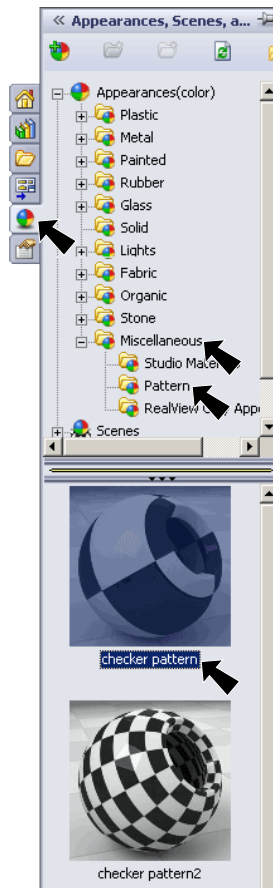 Appearances, Scenes, a...
Appearances(color)
Plastic
Metal
Painted
Rubber
Glass
Solid
Lights
Fabric
Organic
Stone
Miscellaneous
Studio
Pattern
RealView App
Scenes
checker pattern
checker pattern2